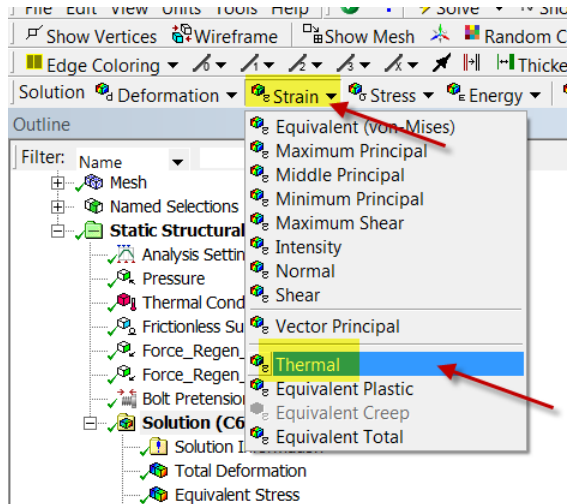 File Edit View Units Tools Help Solve
Show Vertices Wireframe Show Mesh Random C
Edge Coloring Thicke
Solution Deformation Strain Stress Energy
Outline
Filter: Name
Mesh
Named Selections
Static Structural
Analysis Settin
Pressure
Thermal Cond
Frictionless Su
Force_Regen_
Force_Regen_
Bolt Pretension
Solution (C6
Solution I
Total Deformation
Equivalent Stress
Equivalent (von-Mises)
Maximum Principal
Middle Principal
Minimum Principal
Maximum Shear
Intensity
Normal
Shear
Vector Principal
Thermal
Equivalent Plastic
Equivalent Creep
Equivalent Total